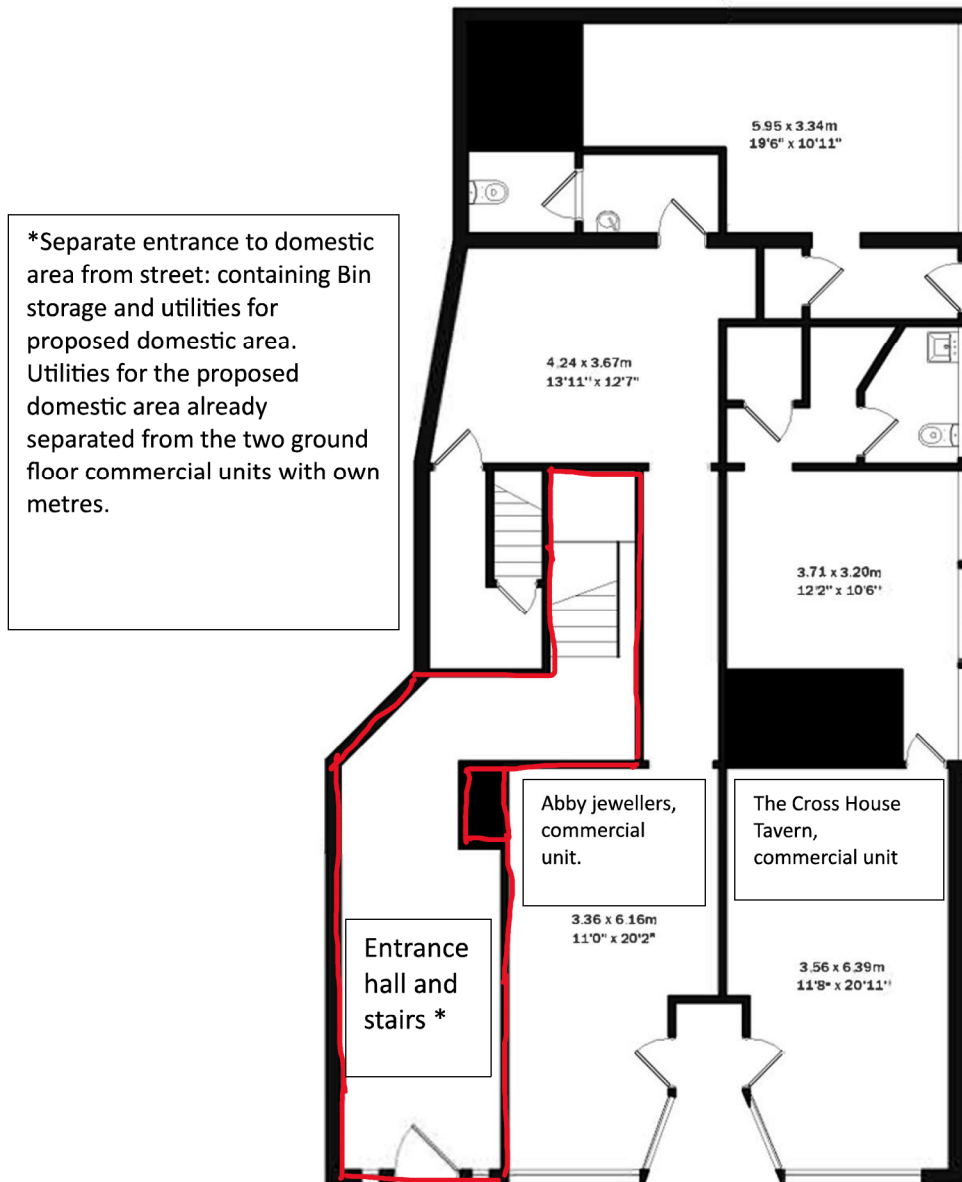 5.95 x 3.34m
19'6" x 10'11"
*Separate entrance to domestic
area from street: containing Bin
storage and utilities for
proposed domestic area.
Utilities for the proposed
domestic area already
separated from the two ground
floor commercial units with own
metres.
4.24 x 3.67m
13'11" x 12'7"
3.71 x 3.20m
12'2" x 10'6"
Abby jewellers,
commercial
unit.
The Cross House
Tavern,
commercial unit
3.36 x 6.16m
11'0" x 20'2"
Entrance
hall and
stairs *
3.56 x 6.39m
11'8" x 20'11"